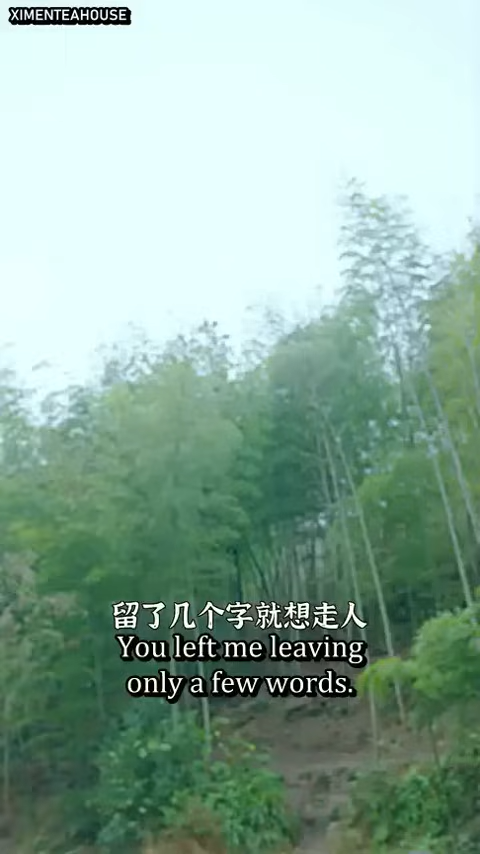 XIMENTEAHOUSE
留了几个字就想走人
You left me leaving
only a few words.